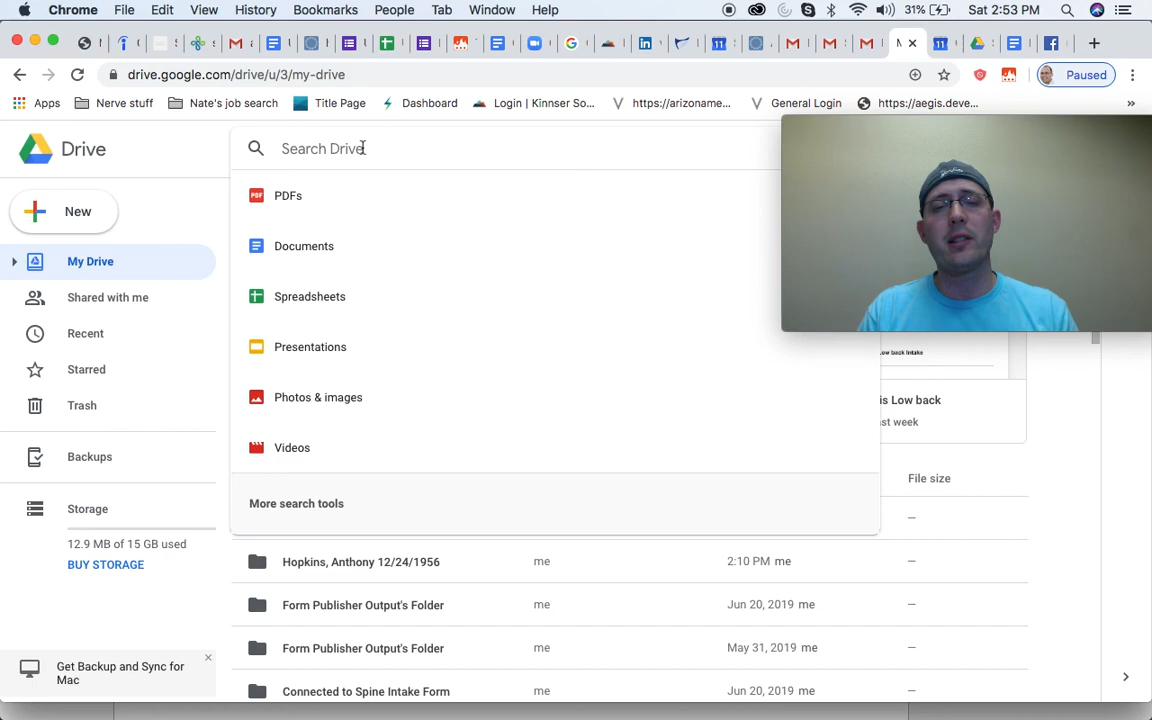 Chrome File Edit View History Bookmarks People Tab Window Help 31% Sat 2:53 PM
drive.google.com/drive/u/3/my-drive Paused
Apps Nerve stuff Nate's job search Title Page Dashboard Login | Kinnser So... https://arizoname... General Login https://aegis.deve... »
Drive Search Drive
PDFs
New
Documents
My Drive
Shared with me Spreadsheets
Recent Presentations
low back Intake
Starred
Photos & images is Low back
Trash
ast week
Videos
Backups
File size
Storage More search tools
12.9 MB of 15 GB used
BUY STORAGE Hopkins, Anthony 12/24/1956 me 2:10 PM me —
Form Publisher Output's Folder me Jun 20, 2019 me —
Form Publisher Output's Folder me May 31, 2019 me —
Get Backup and Sync for
Mac
Connected to Spine Intake Form me Jun 20, 2019 me —